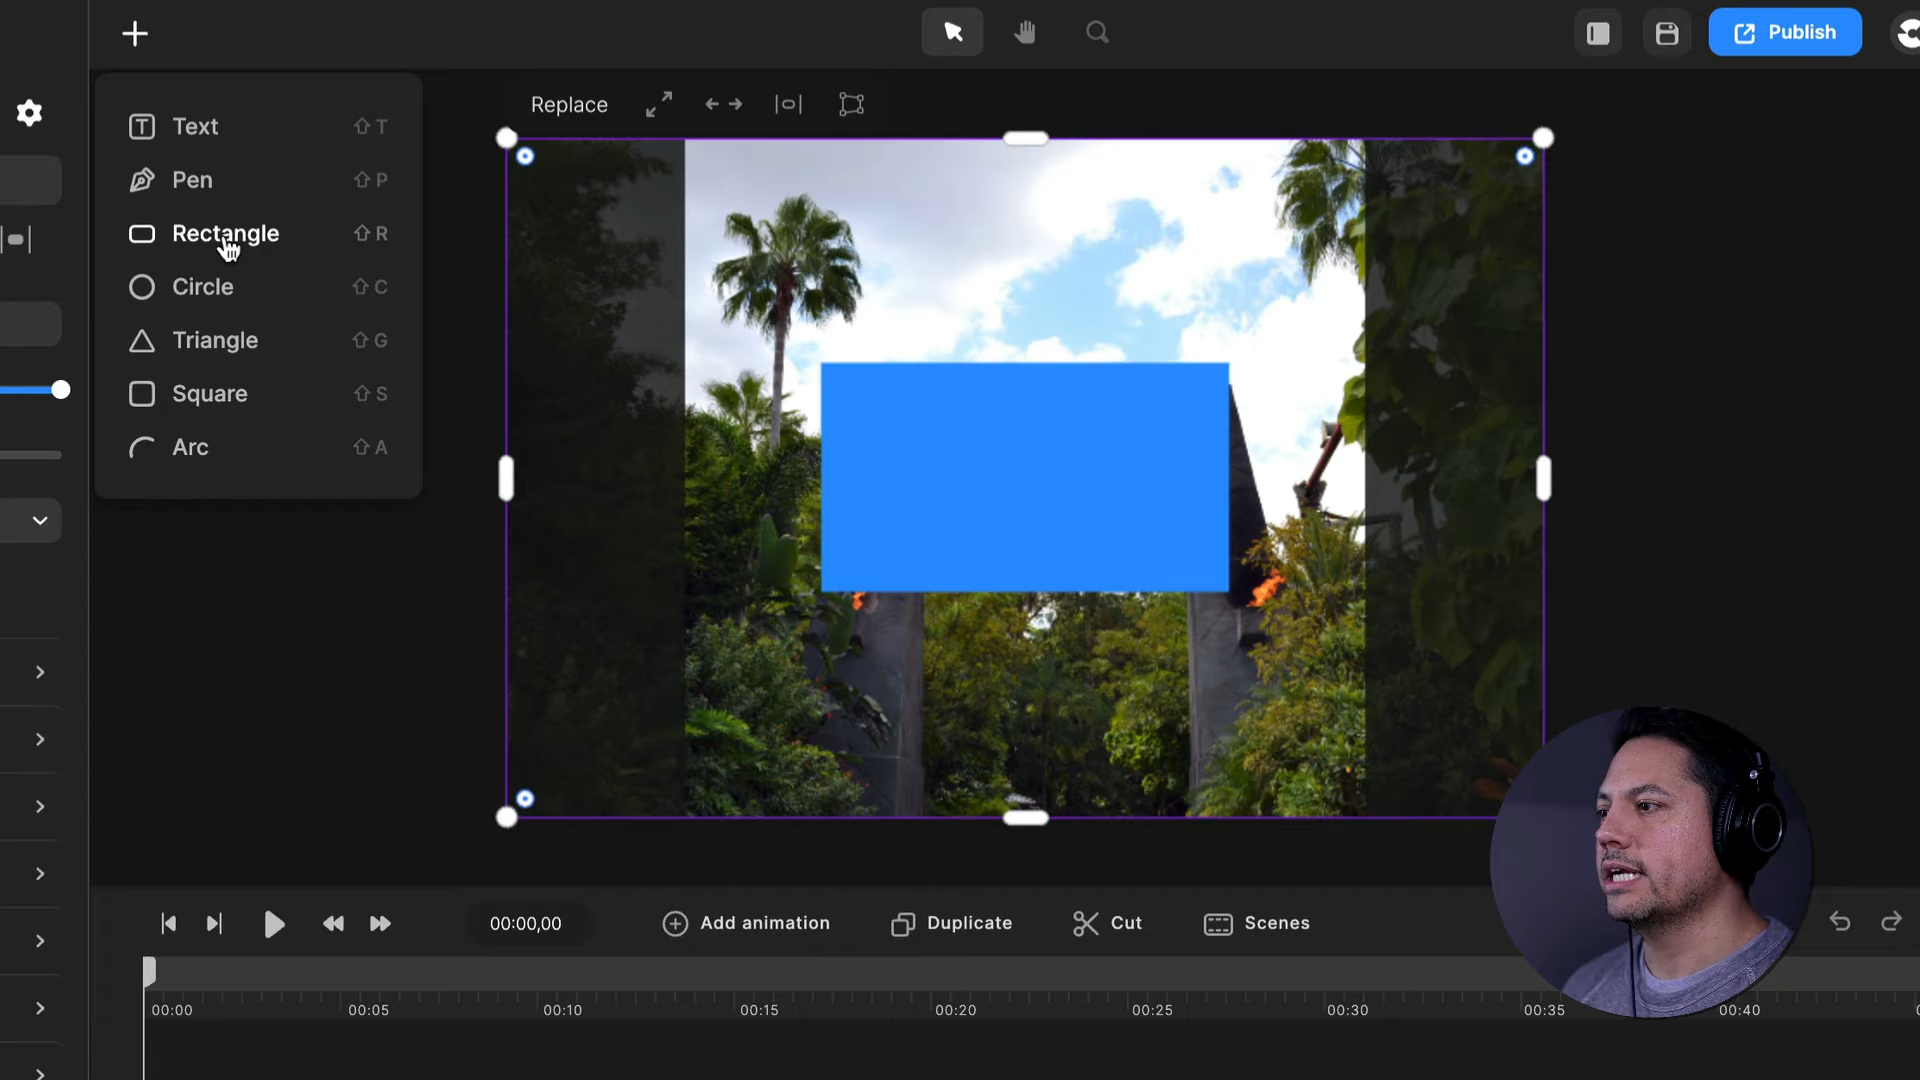 Publish
Replace
Text ⇧ T
Pen ⇧ P
Rectangle ⇧ R
Circle ⇧ C
Triangle ⇧ G
Square ⇧ S
Arc ⇧ A
00:00,00
Add animation
Duplicate
Cut
Scenes
00:00
00:05
00:10
00:15
00:20
00:25
00:30
00:35
00:40